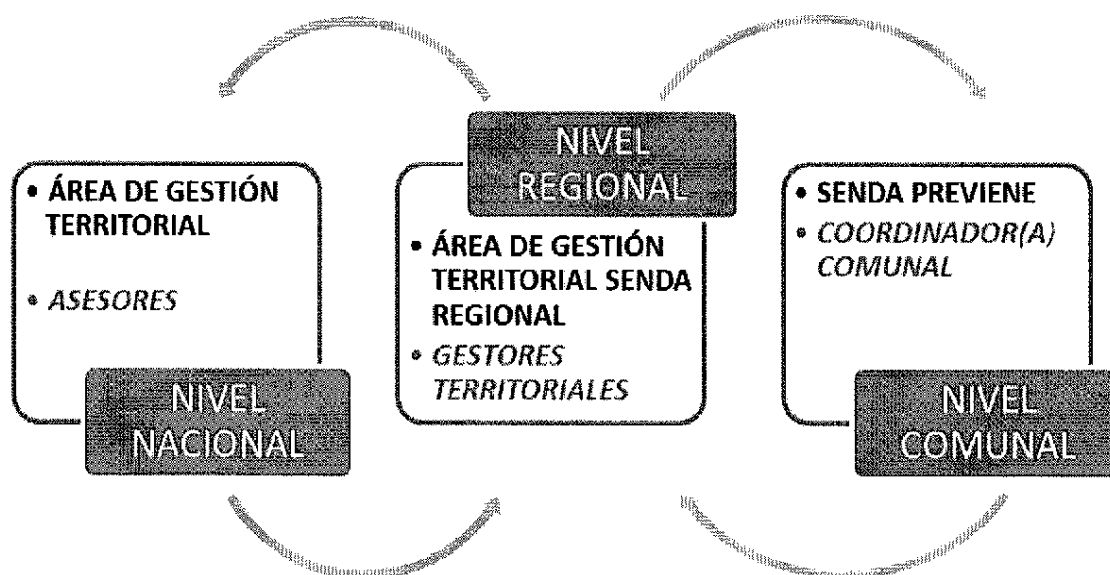 • ÁREA DE GESTIÓN
TERRITORIAL
• ASESORES
NIVEL
NACIONAL
NIVEL
REGIONAL
• ÁREA DE GESTIÓN
TERRITORIAL SENDA
REGIONAL
• GESTORES
TERRITORIALES
• SENDA PREVIENE
• COORDINADOR(A)
COMUNAL
NIVEL
COMUNAL